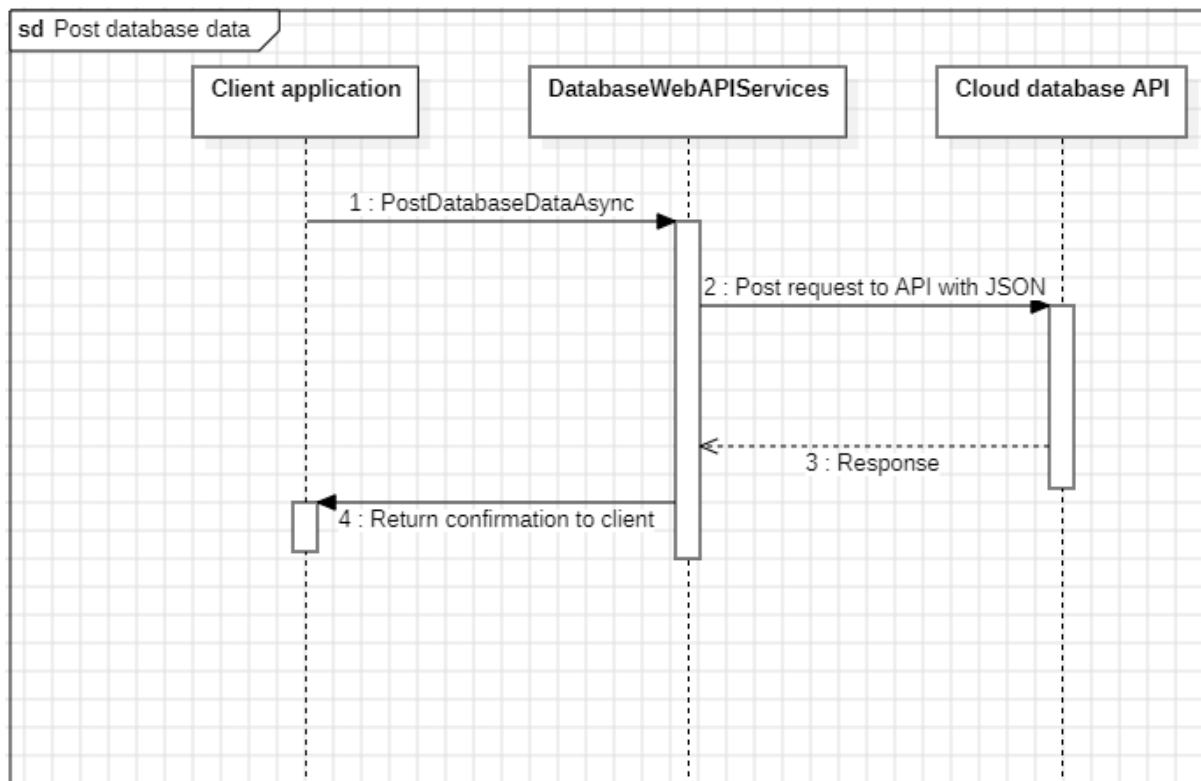 sd Post database data
Client application
DatabaseWebAPIServices
Cloud database API
1 : PostDatabaseDataAsync
2 : Post request to API with JSON
3 : Response
4 : Return confirmation to client